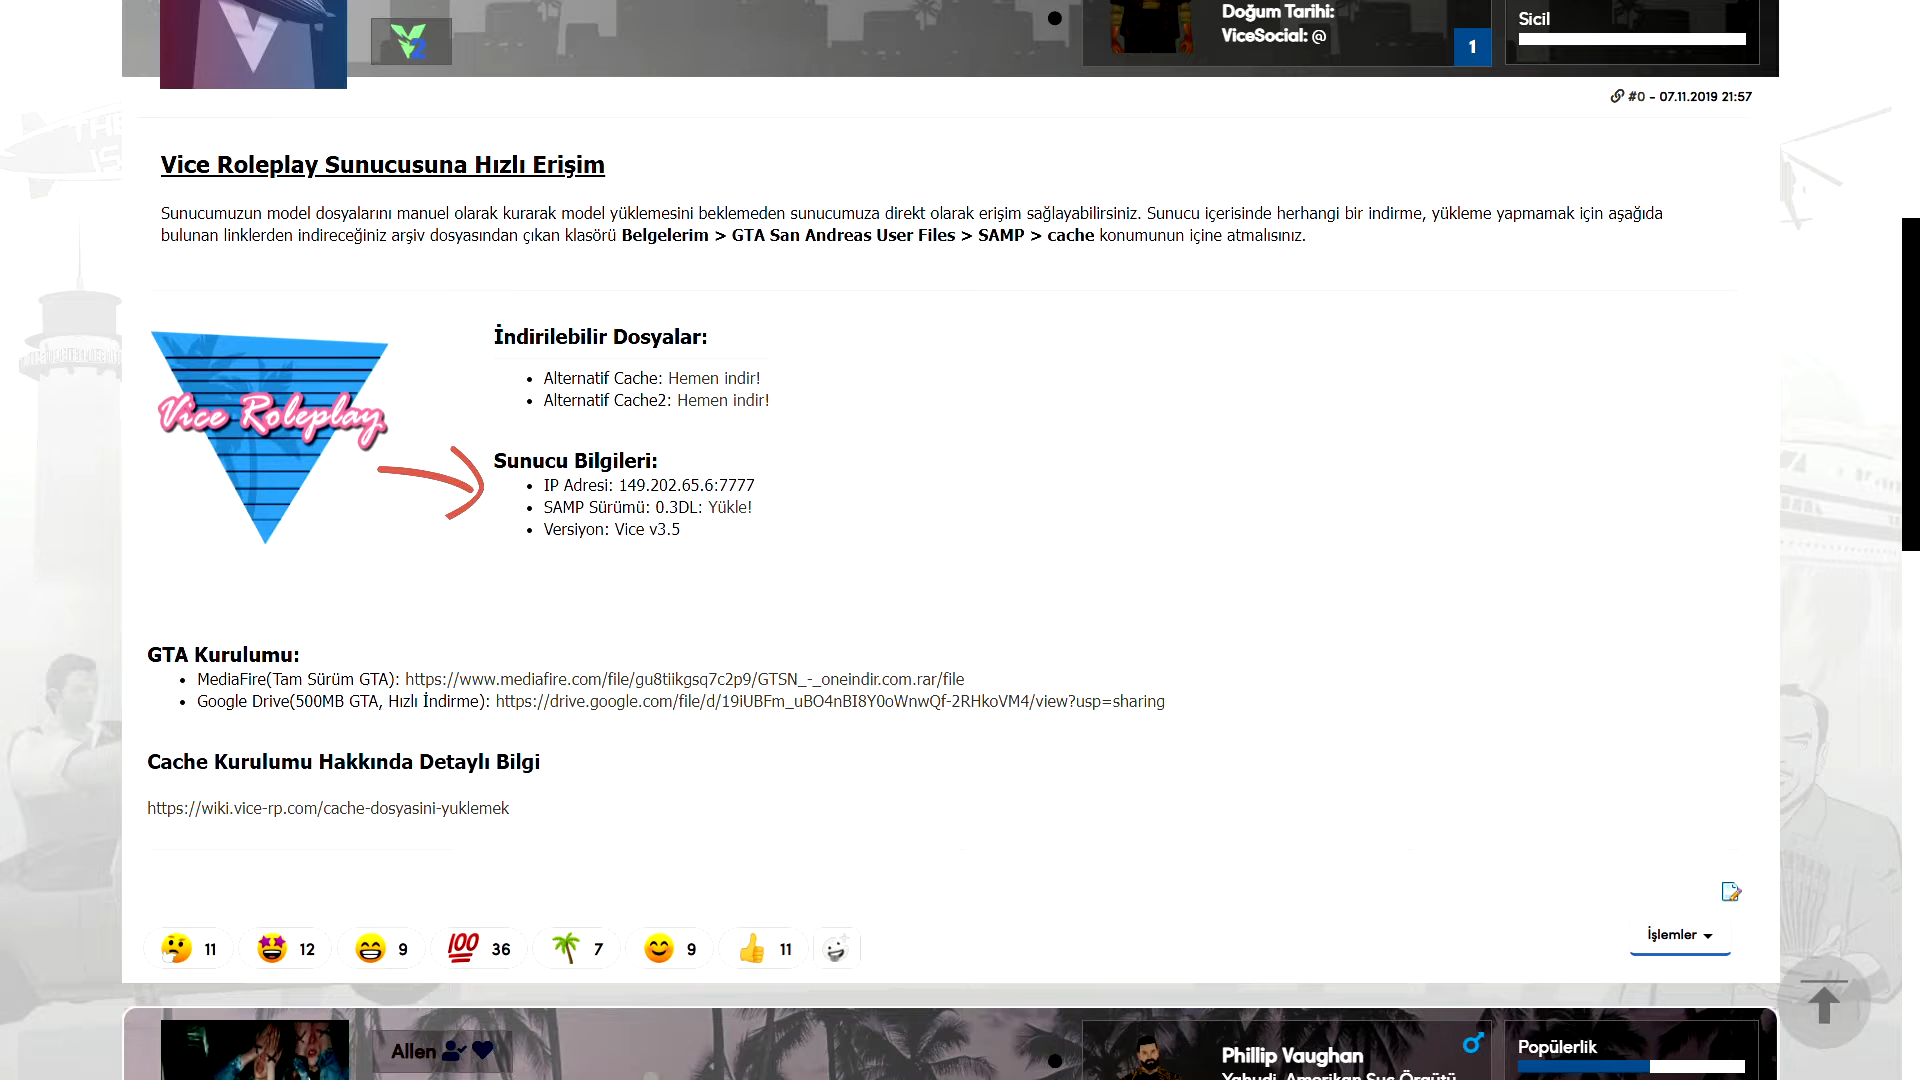 Doğum Tarihi:
ViceSocial: @
1
Sicil
#0 - 07.11.2019 21:57
Vice Roleplay Sunucusuna Hızlı Erişim
Sunucumuzun model dosyalarını manuel olarak kurarak model yüklemesini beklemeden sunucumuza direkt olarak erişim sağlayabilirsiniz. Sunucu içerisinde herhangi bir indirme, yükleme yapmamak için aşağıda
bulunan linklerden indireceğiniz arşiv dosyasından çıkan klasörü Belgelerim > GTA San Andreas User Files > SAMP > cache konumunun içine atmalısınız.
Vice Roleplay
İndirilebilir Dosyalar:
• Alternatif Cache: Hemen indir!
• Alternatif Cache2: Hemen indir!
Sunucu Bilgileri:
• IP Adresi: 149.202.65.6:7777
• SAMP Sürümü: 0.3DL: Yükle!
• Versiyon: Vice v3.5
GTA Kurulumu:
• MediaFire(Tam Sürüm GTA): https://www.mediafire.com/file/gu8tiikgsq7c2p9/GTSN_-_oneindir.com.rar/file
• Google Drive(500MB GTA, Hızlı İndirme): https://drive.google.com/file/d/19iUBFm_uBO4nBI8Y0oWnwQf-2RHkoVM4/view?usp=sharing
Cache Kurulumu Hakkında Detaylı Bilgi
https://wiki.vice-rp.com/cache-dosyasini-yuklemek
11 12 9 100 36 7 9 11
İşlemler
Allen
Phillip Vaughan
Yahudi-Amerikan Suç Örgütü
Popülerlik